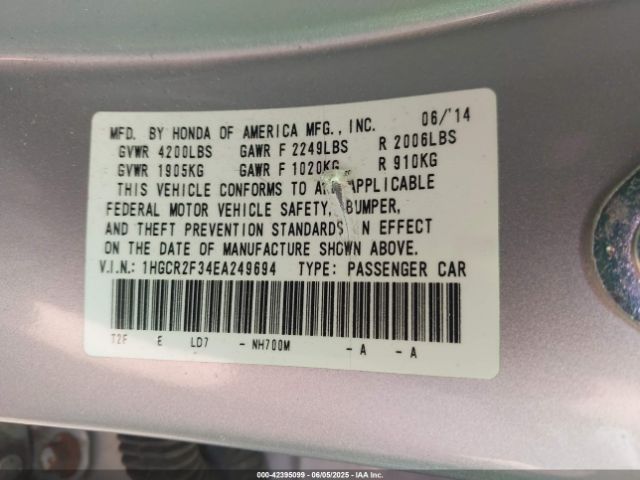 MFD. BY HONDA OF AMERICA MFG., INC. 06/'14
GVWR 4200LBS GAWR F 2249LBS R 2006LBS
GVWR 1905KG GAWR F 1020KG R 910KG
THIS VEHICLE CONFORMS TO APPLICABLE
FEDERAL MOTOR VEHICLE SAFETY, BUMPER,
AND THEFT PREVENTION STANDARDS IN EFFECT
ON THE DATE OF MANUFACTURE SHOWN ABOVE.
V.I.N.: 1HGCR2F34EA249694 TYPE: PASSENGER CAR
T2F E LD7 - NH700M - A - A
000-42395099 - 06/05/2025 - IAA Inc.